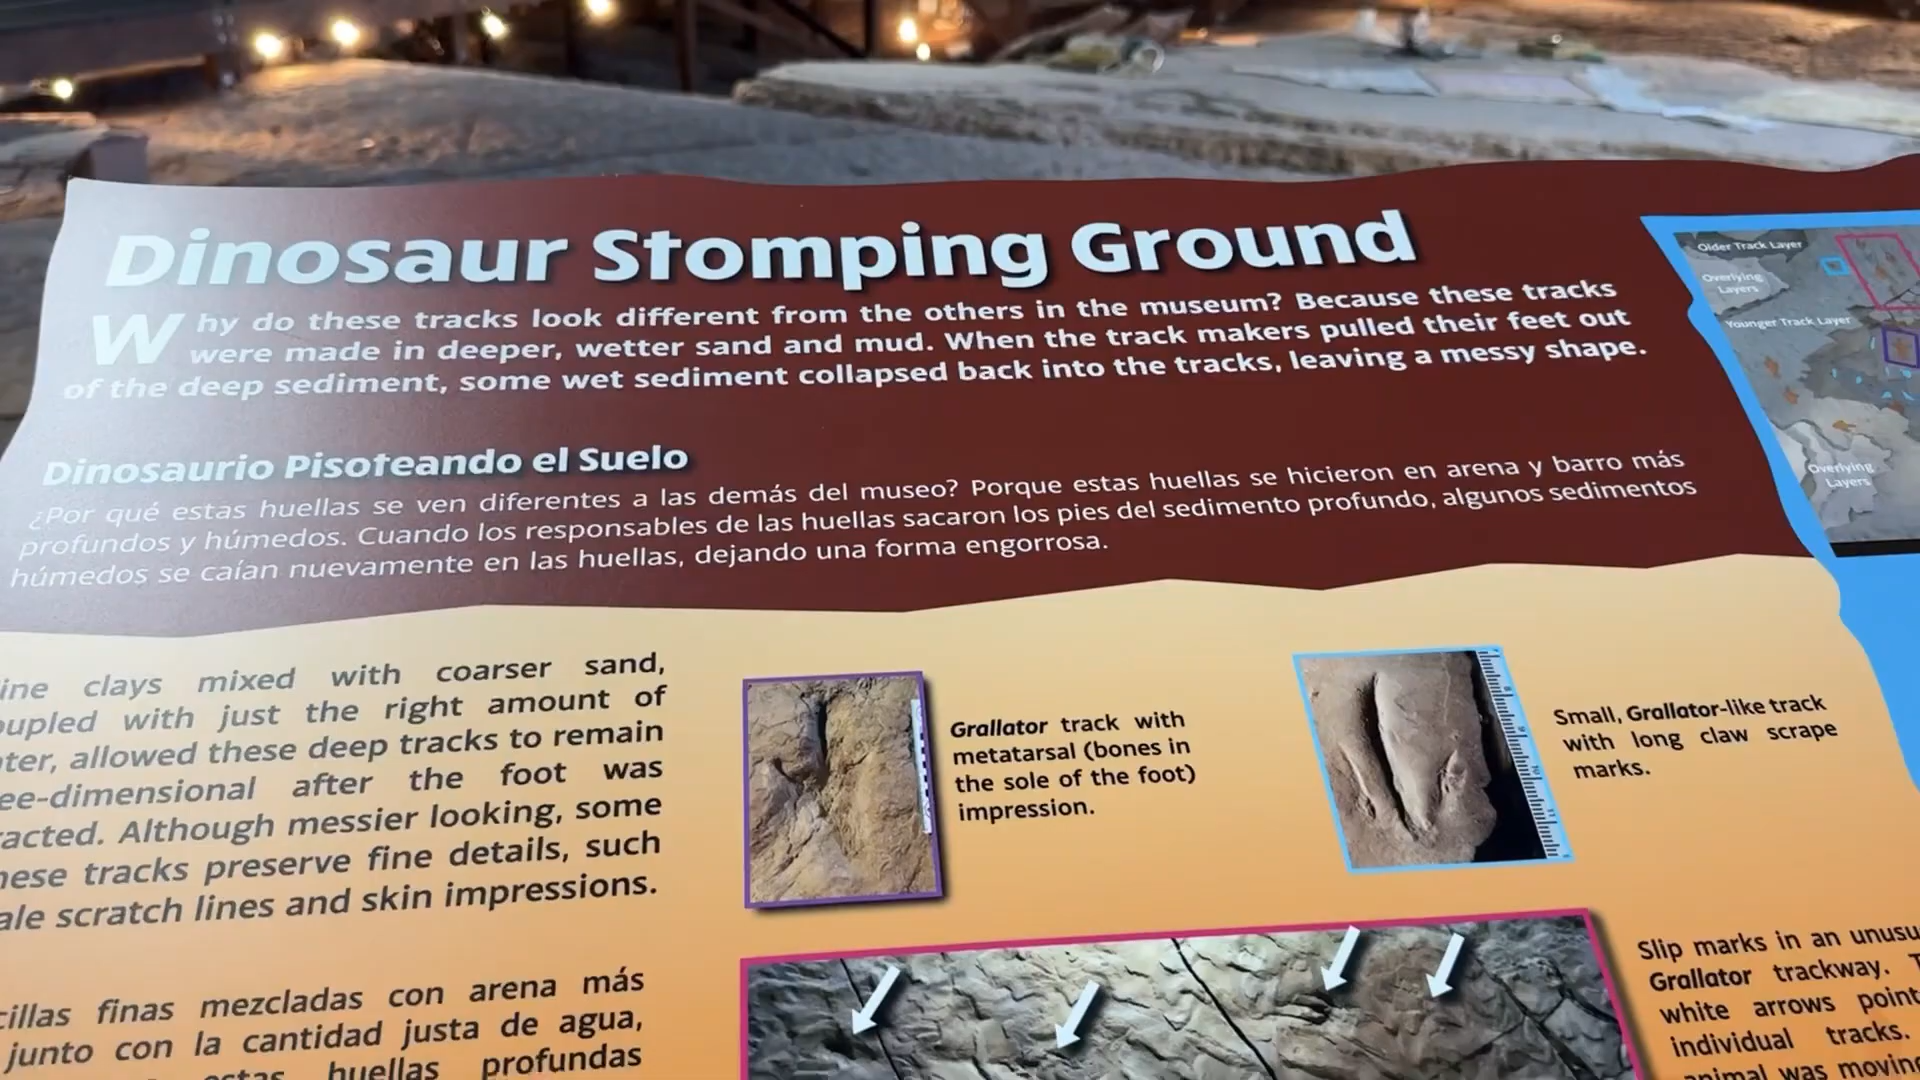 Dinosaur Stomping Ground
Why do these tracks look different from the others in the museum? Because these tracks
were made in deeper, wetter sand and mud. When the track makers pulled their feet out
of the deep sediment, some wet sediment collapsed back into the tracks, leaving a messy shape.
Dinosaurio Pisoteando el Suelo
¿Por qué estas huellas se ven diferentes a las demás del museo? Porque estas huellas se hicieron en arena y barro más
profundos y húmedos. Cuando los responsables de las huellas sacaron los pies del sedimento profundo, algunos sedimentos
húmedos se caían nuevamente en las huellas, dejando una forma engorrosa.
Older Track Layer
Overlying
Layers
Younger Track Layer
Overlying
Layers
clays mixed with coarser sand,
with just the right amount of
allowed these deep tracks to remain
after the foot was
Although messier looking, some
tracks preserve fine details, such
scratch lines and skin impressions.
finas mezcladas con arena más
junto con la cantidad justa de agua,
estas huellas profundas
Grallator track with
metatarsal (bones in
the sole of the foot)
impression.
Small, Grallator-like track
with long claw scrape
marks.
Slip marks in an
Grallator trackway.
white arrows point
individual tracks.
animal was moving